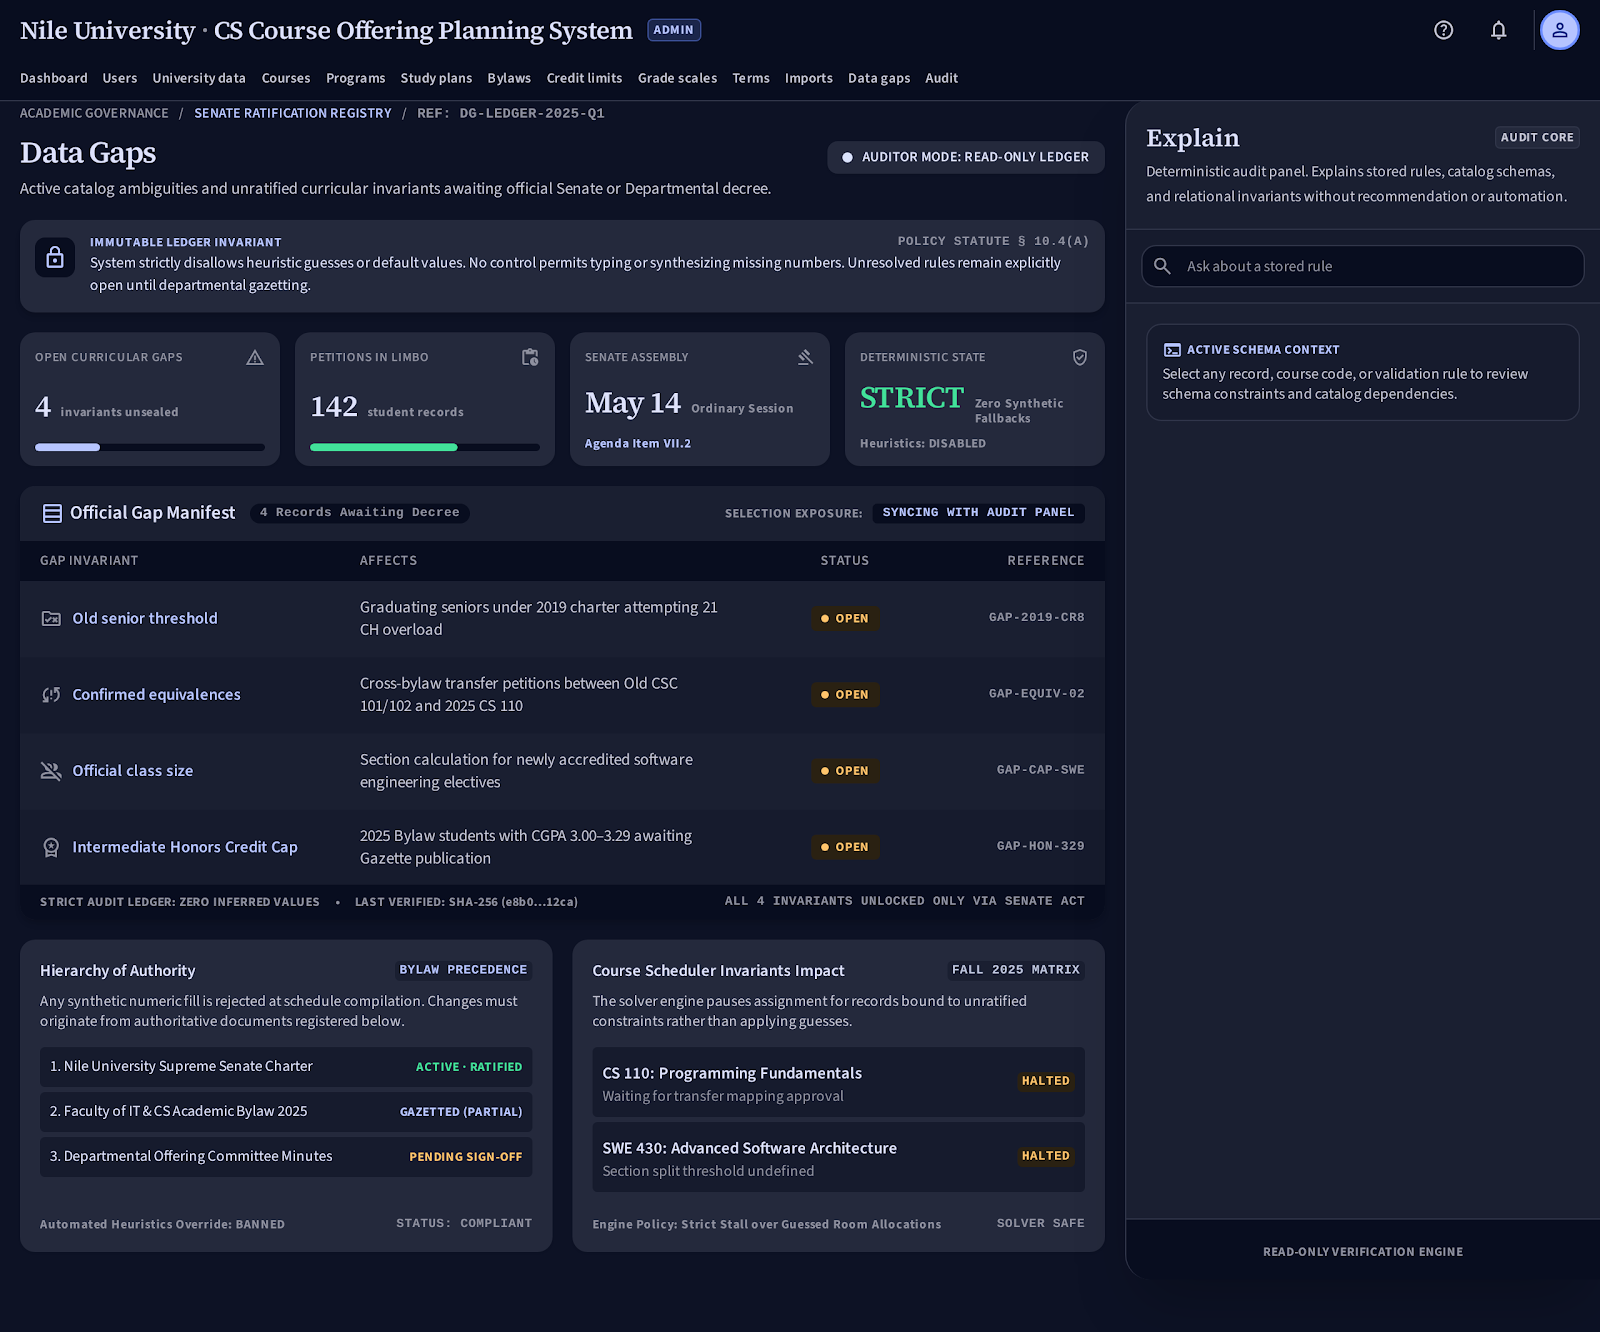 Nile University · CS Course Offering Planning System ADMIN
Dashboard Users University data Courses Programs Study plans Bylaws Credit limits Grade scales Terms Imports Data gaps Audit
ACADEMIC GOVERNANCE / SENATE RATIFICATION REGISTRY / REF: DG-LEDGER-2025-Q1
Data Gaps
AUDITOR MODE: READ-ONLY LEDGER
Active catalog ambiguities and unratified curricular invariants awaiting official Senate or Departmental decree.
IMMUTABLE LEDGER INVARIANT
POLICY STATUTE § 10.4(A)
System strictly disallows heuristic guesses or default values. No control permits typing or synthesizing missing numbers. Unresolved rules remain explicitly
open until departmental gazetting.
OPEN CURRICULAR GAPS
4 invariants unsealed
PETITIONS IN LIMBO
142 student records
SENATE ASSEMBLY
May 14 Ordinary Session
Agenda Item VII.2
DETERMINISTIC STATE
STRICT Zero Synthetic
Fallbacks
Heuristics: DISABLED
Official Gap Manifest 4 Records Awaiting Decree
SELECTION EXPOSURE: SYNCING WITH AUDIT PANEL
GAP INVARIANT AFFECTS STATUS REFERENCE
Old senior threshold
Graduating seniors under 2019 charter attempting 21
CH overload
OPEN
GAP-2019-CR8
Confirmed equivalences
Cross-bylaw transfer petitions between Old CSC
101/102 and 2025 CS 110
OPEN
GAP-EQUIV-02
Official class size
Section calculation for newly accredited software
engineering electives
OPEN
GAP-CAP-SWE
Intermediate Honors Credit Cap
2025 Bylaw students with CGPA 3.00–3.29 awaiting
Gazette publication
OPEN
GAP-HON-329
STRICT AUDIT LEDGER: ZERO INFERRED VALUES • LAST VERIFIED: SHA-256 (e8b0...12ca)
ALL 4 INVARIANTS UNLOCKED ONLY VIA SENATE ACT
Hierarchy of Authority
BYLAW PRECEDENCE
Any synthetic numeric fill is rejected at schedule compilation. Changes must
originate from authoritative documents registered below.
1. Nile University Supreme Senate Charter ACTIVE · RATIFIED
2. Faculty of IT & CS Academic Bylaw 2025 GAZETTED (PARTIAL)
3. Departmental Offering Committee Minutes PENDING SIGN-OFF
Automated Heuristics Override: BANNED STATUS: COMPLIANT
Course Scheduler Invariants Impact
FALL 2025 MATRIX
The solver engine pauses assignment for records bound to unratified
constraints rather than applying guesses.
CS 110: Programming Fundamentals
Waiting for transfer mapping approval
HALTED
SWE 430: Advanced Software Architecture
Section split threshold undefined
HALTED
Engine Policy: Strict Stall over Guessed Room Allocations SOLVER SAFE
Explain
AUDIT CORE
Deterministic audit panel. Explains stored rules, catalog schemas,
and relational invariants without recommendation or automation.
Ask about a stored rule
ACTIVE SCHEMA CONTEXT
Select any record, course code, or validation rule to review
schema constraints and catalog dependencies.
READ-ONLY VERIFICATION ENGINE